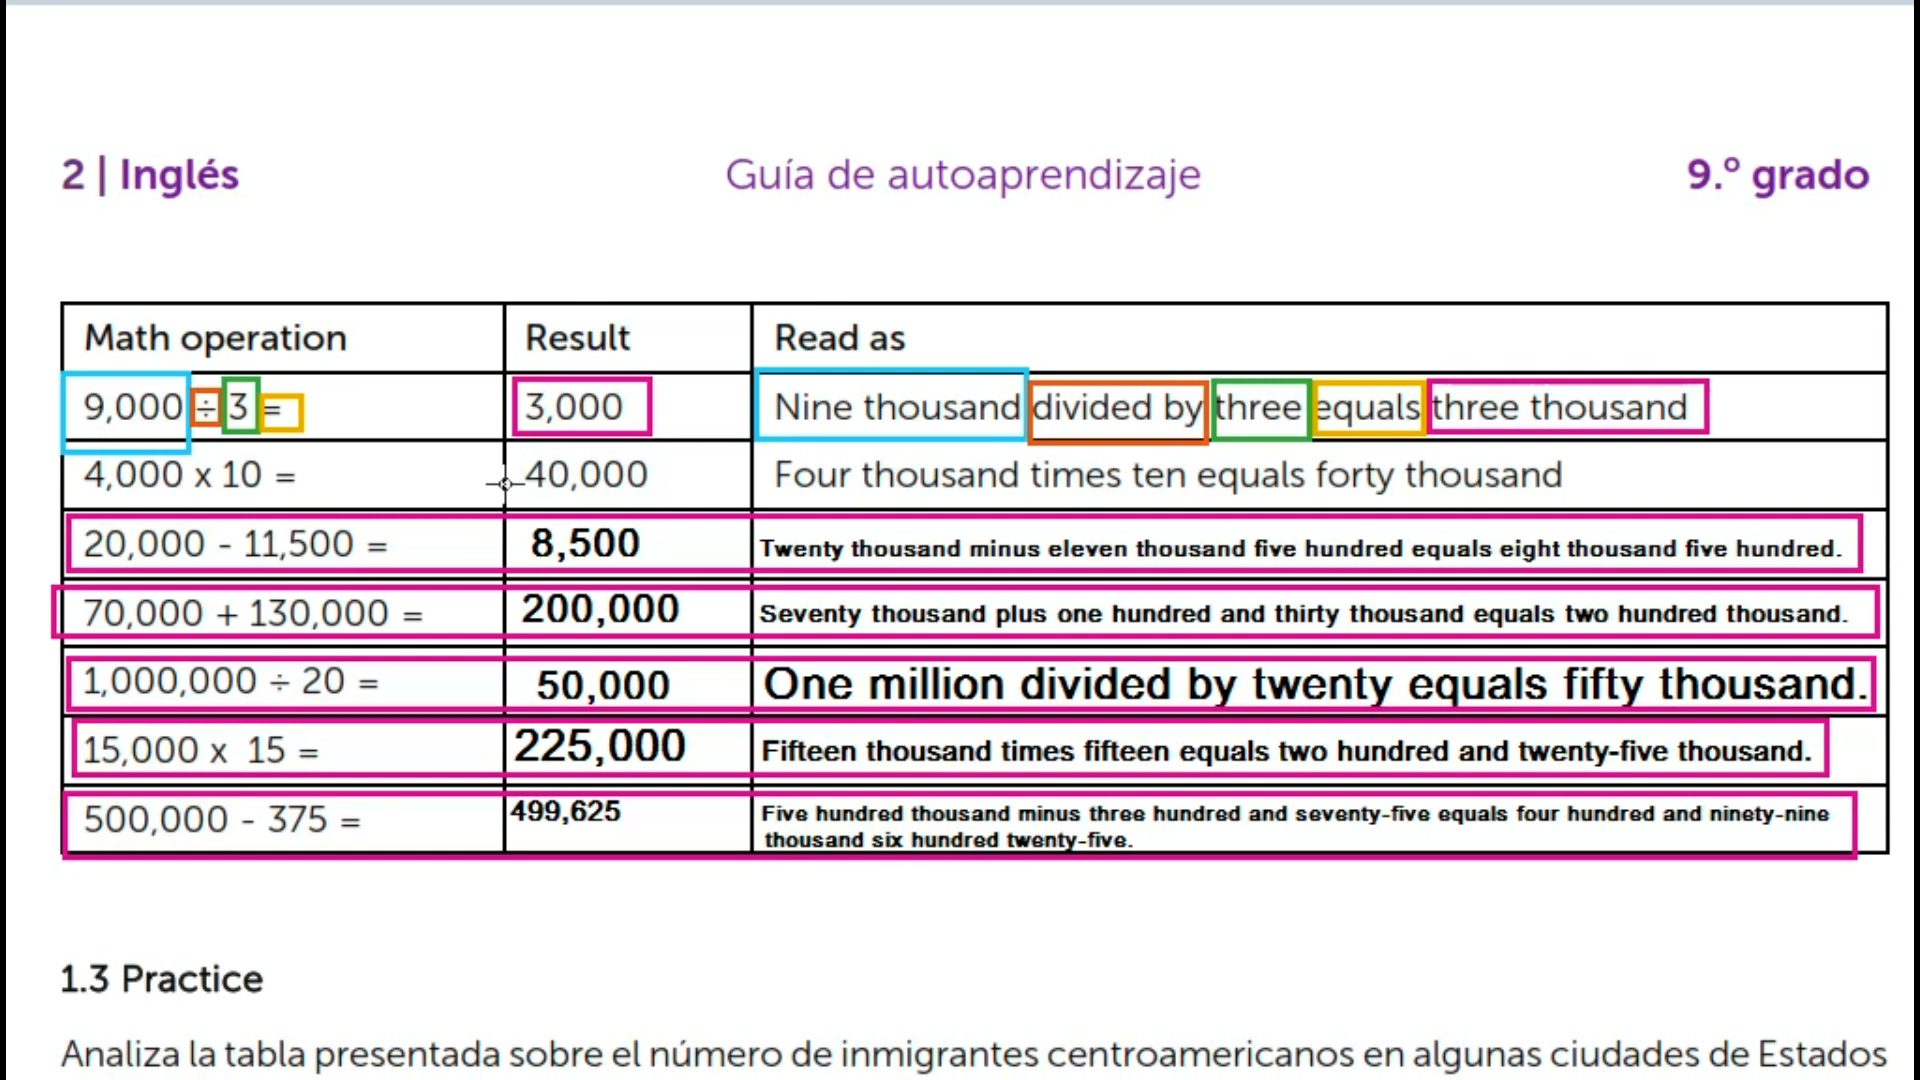 2 | Inglés Guía de autoaprendizaje 9.º grado
Math operation Result Read as
9,000 ÷ 3 = 3,000 Nine thousand divided by three equals three thousand
4,000 x 10 = 40,000 Four thousand times ten equals forty thousand
20,000 - 11,500 = 8,500 Twenty thousand minus eleven thousand five hundred equals eight thousand five hundred.
70,000 + 130,000 = 200,000 Seventy thousand plus one hundred and thirty thousand equals two hundred thousand.
1,000,000 ÷ 20 = 50,000 One million divided by twenty equals fifty thousand.
15,000 x 15 = 225,000 Fifteen thousand times fifteen equals two hundred and twenty-five thousand.
500,000 - 375 = 499,625 Five hundred thousand minus three hundred and seventy-five equals four hundred and ninety-nine
thousand six hundred twenty-five.
1.3 Practice
Analiza la tabla presentada sobre el número de inmigrantes centroamericanos en algunas ciudades de Estados